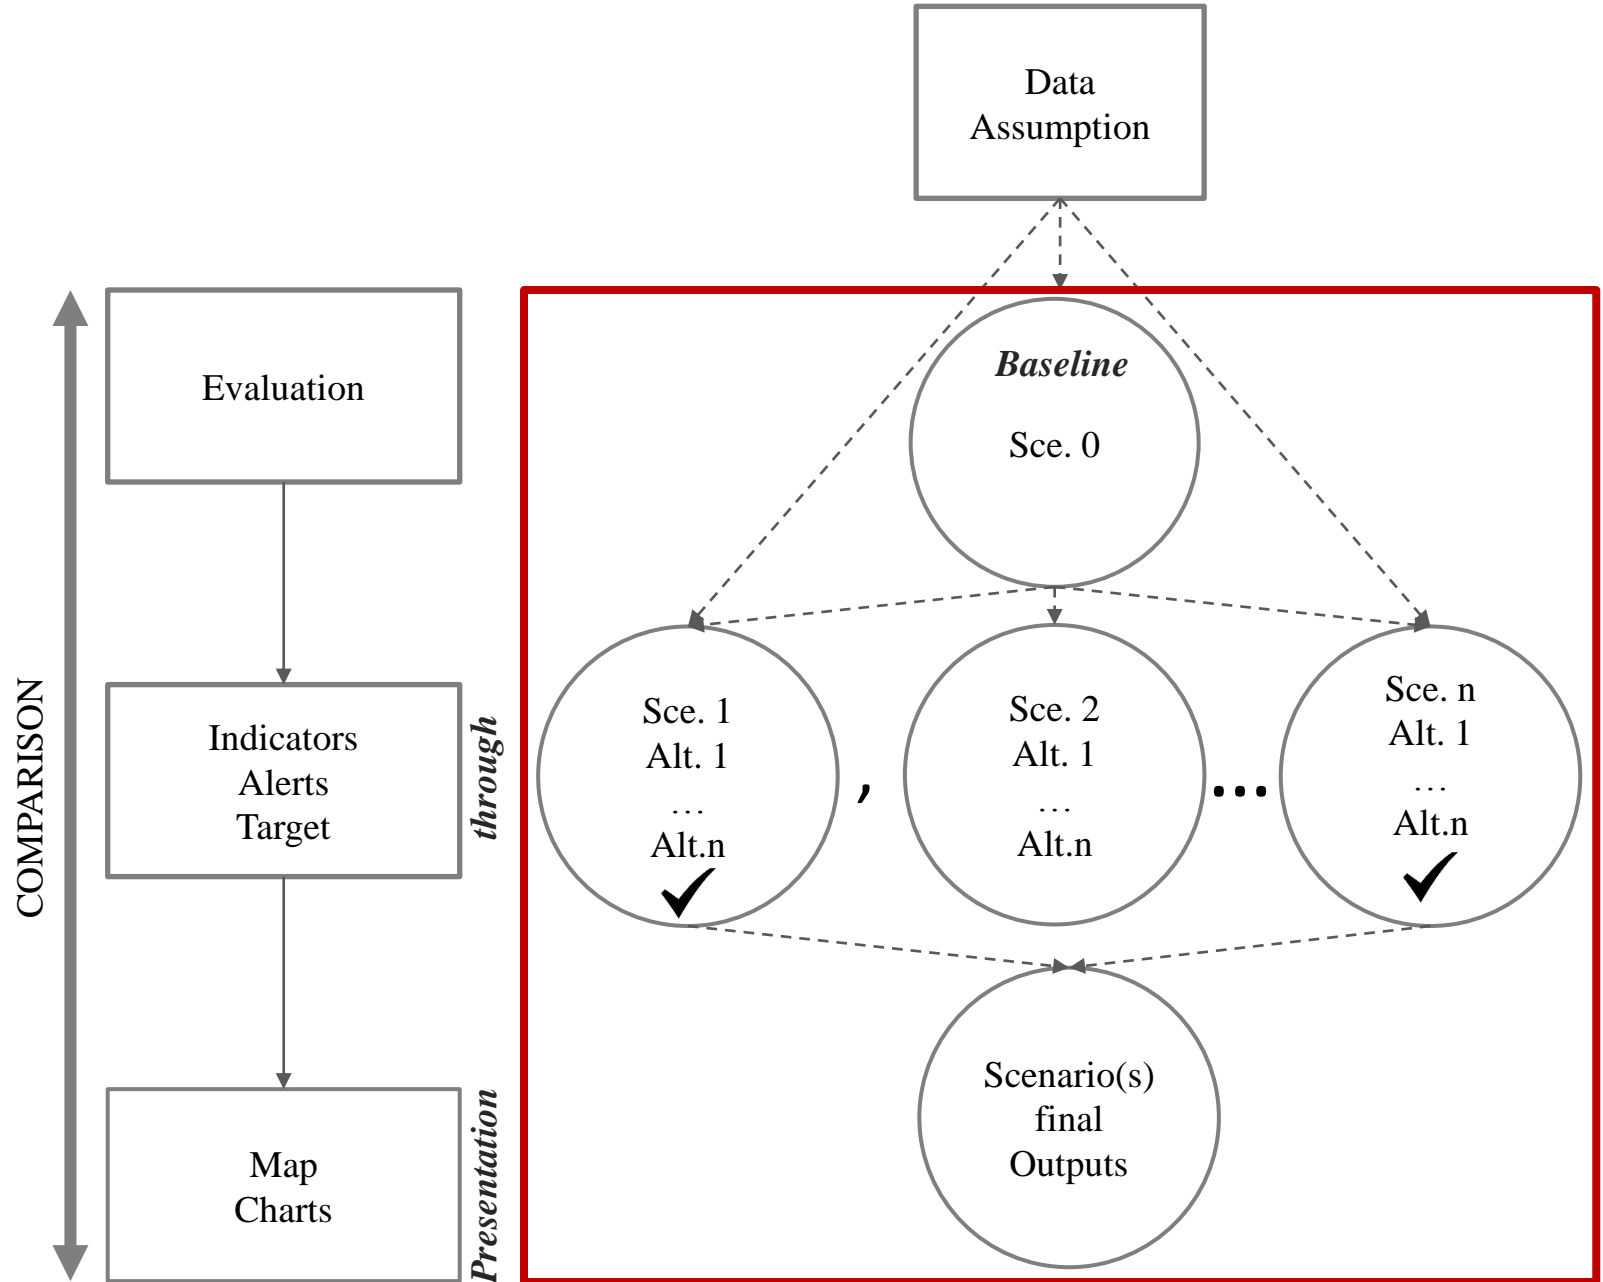 Data
Assumption
COMPARISON
Evaluation
Baseline
Sce. 0
Indicators
Alerts
Target
through
Sce. 1
Alt. 1
...
Alt.n
,
Sce. 2
Alt. 1
...
Alt.n
...
Sce. n
Alt. 1
...
Alt.n
Map
Charts
Presentation
Scenario(s)
final
Outputs